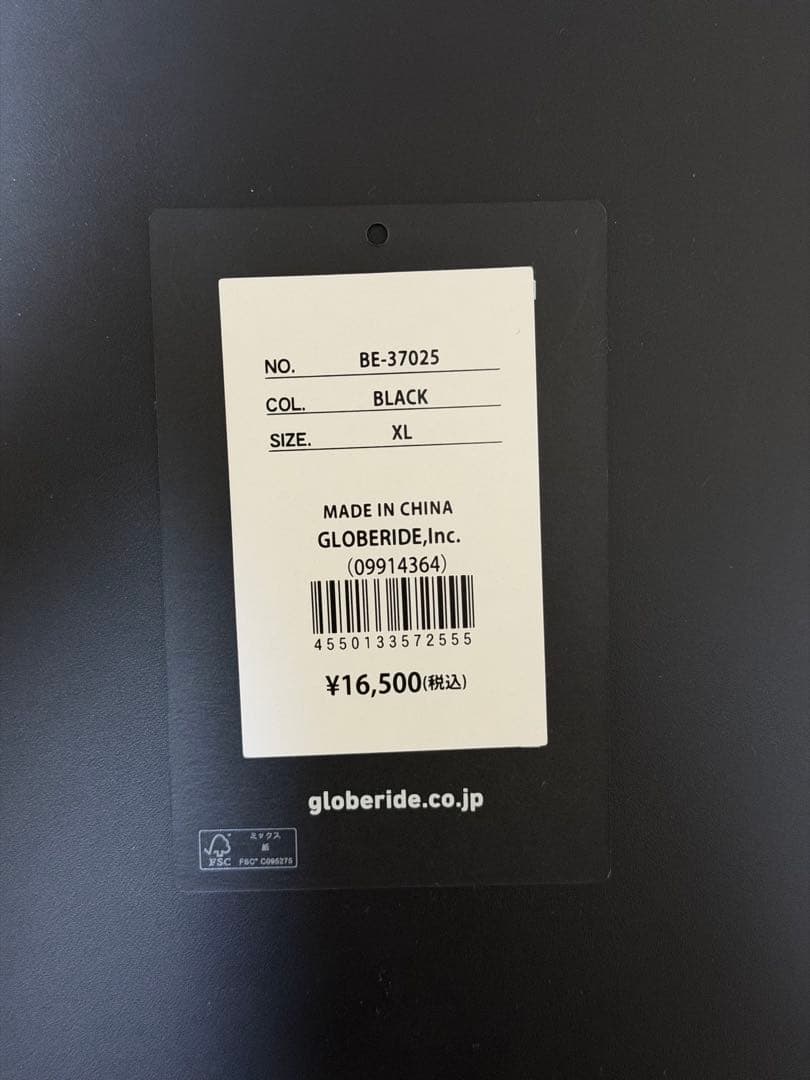 NO. BE-37025
COL. BLACK
SIZE. XL
MADE IN CHINA
GLOBERIDE,Inc.
(09914364)
4550133572555
¥16,500(税込)
globeride.co.jp
ミックス
紙
FSC™ C095275
FSC